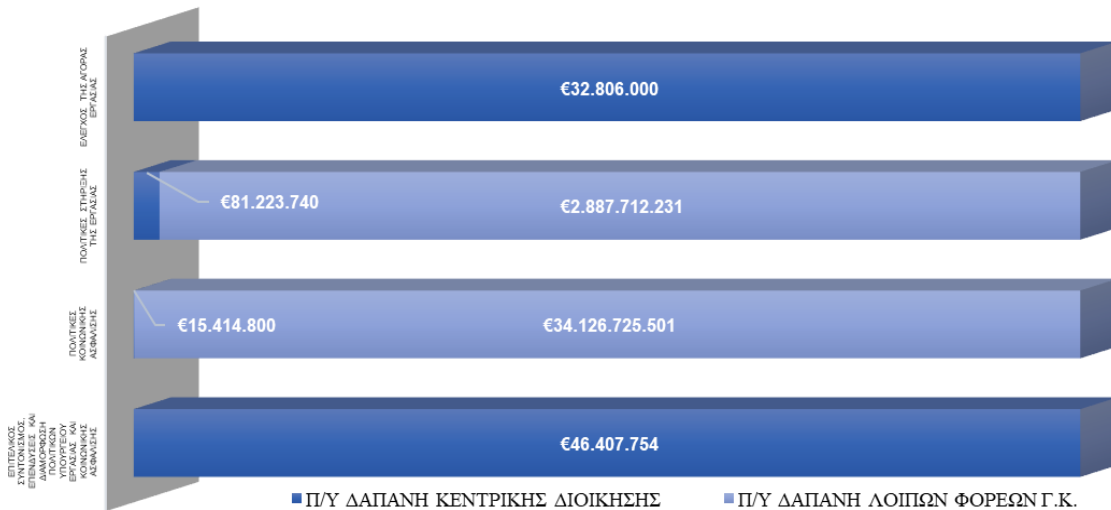 ΕΛΕΓΧΟΣ ΤΗΣ ΑΓΟΡΑΣ
ΕΡΓΑΣΙΑΣ
€32.806.000
ΠΟΛΙΤΙΚΕΣ ΣΤΗΡΙΞΗΣ
ΤΗΣ ΕΡΓΑΣΙΑΣ
€81.223.740
€2.887.712.231
ΠΟΛΙΤΙΚΕΣ
ΚΟΙΝΩΝΙΚΗΣ
ΑΣΦΑΛΙΣΗΣ
€15.414.800
€34.126.725.501
ΕΠΙΤΕΛΙΚΟΣ
ΣΥΝΤΟΝΙΣΜΟΣ,
ΕΠΕΝΔΥΣΕΙΣ ΚΑΙ
ΔΙΑΜΟΡΦΩΣΗ
ΠΟΛΙΤΙΚΩΝ
ΥΠΟΥΡΓΕΙΟΥ
ΕΡΓΑΣΙΑΣ ΚΑΙ
ΚΟΙΝΩΝΙΚΗΣ
ΑΣΦΑΛΙΣΗΣ
€46.407.754
Π/Υ ΔΑΠΑΝΗ ΚΕΝΤΡΙΚΗΣ ΔΙΟΙΚΗΣΗΣ
Π/Υ ΔΑΠΑΝΗ ΛΟΙΠΩΝ ΦΟΡΕΩΝ Γ.Κ.